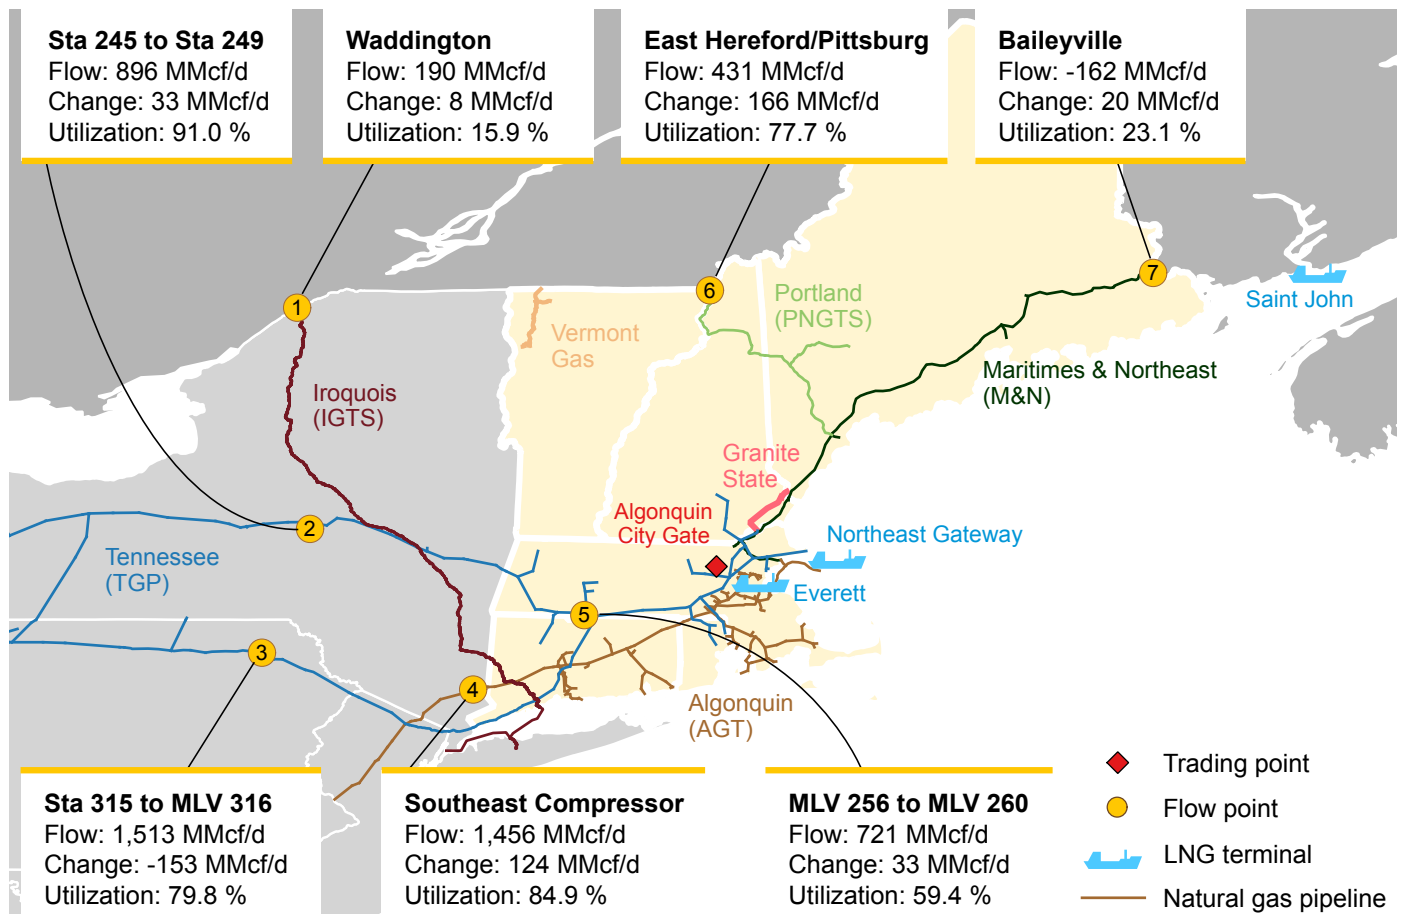 Sta 245 to Sta 249
Flow: 896 MMcf/d
Change: 33 MMcf/d
Utilization: 91.0 %
Waddington
Flow: 190 MMcf/d
Change: 8 MMcf/d
Utilization: 15.9 %
East Hereford/Pittsburg
Flow: 431 MMcf/d
Change: 166 MMcf/d
Utilization: 77.7 %
Baileyville
Flow: -162 MMcf/d
Change: 20 MMcf/d
Utilization: 23.1 %
7
6
1
Saint John
Portland
(PNGTS)
Vermont
Gas
Maritimes & Northeast
(M&N)
Iroquois
(IGTS)
Granite
State
Algonquin
City Gate
2
Northeast Gateway
Tennessee
(TGP)
Everett
5
3
4
Algonquin
(AGT)
Sta 315 to MLV 316
Flow: 1,513 MMcf/d
Change: -153 MMcf/d
Utilization: 79.8 %
Southeast Compressor
Flow: 1,456 MMcf/d
Change: 124 MMcf/d
Utilization: 84.9 %
MLV 256 to MLV 260
Flow: 721 MMcf/d
Change: 33 MMcf/d
Utilization: 59.4 %
Trading point
Flow point
LNG terminal
Natural gas pipeline